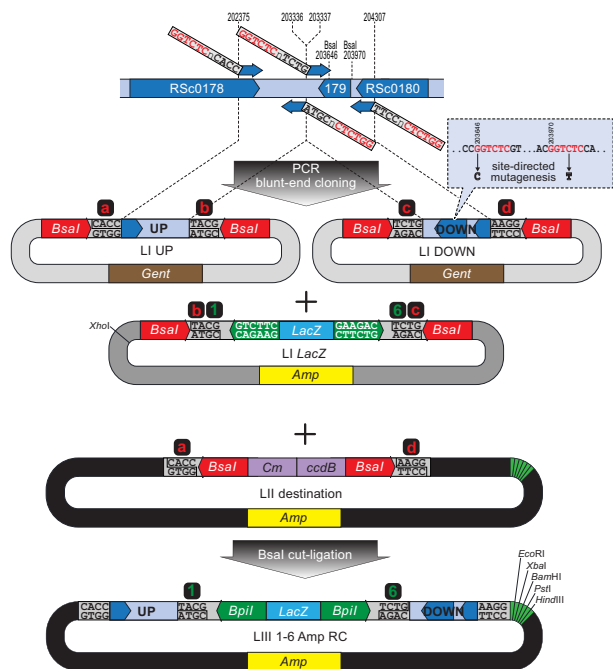 202375 203336 203337 204307
BsaI 203646 BsaI 203970
GGTCTCnCACC GGTCTCnTCTG
RSc0178 179 RSc0180
ATGCnCTCTGG TTCCnCTCTGG
203646 203970
..CCGGTCTCGT... ACGGTCTCCA..
C site-directed mutagenesis T
PCR
blunt-end cloning
a b c d
BsaI CACC GTGG UP TACG ATGC BsaI
BsaI TCTG AGAC DOWN AAGG TTCC BsaI
LI UP LI DOWN
Gent Gent
+
b 1 6 c
XhoI
BsaI TACG ATGC GTCTTC CAGAAG LacZ GAAGAC CTTCTG TCTG AGAC BsaI
LI LacZ
Amp
+
a d
CACC GTGG BsaI Cm ccdB BsaI AAGG TTCC
LII destination
Amp
BsaI cut-ligation
EcoRI
XbaI
BamHI
PstI
HindIII
1 6
CACC GTGG UP TACG ATGC BpiI LacZ BpiI TCTG AGAC DOWN AAGG TTCC
LIII 1-6 Amp RC
Amp